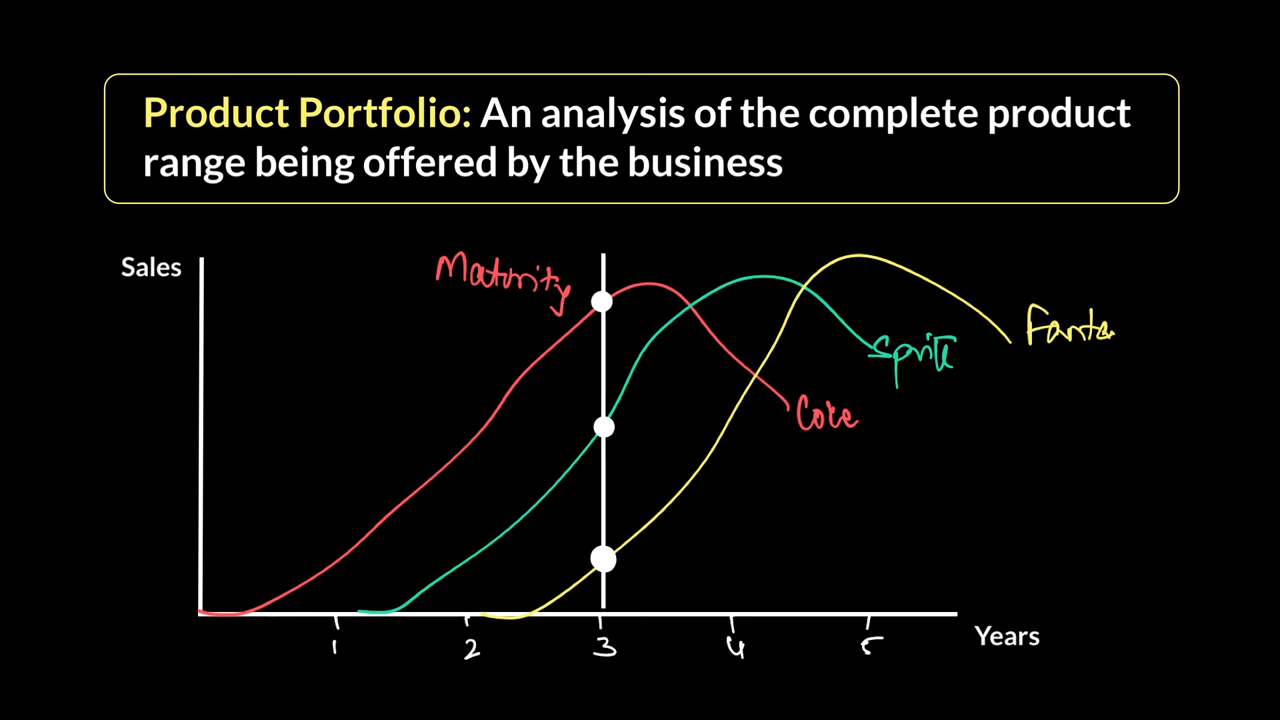 Product Portfolio: An analysis of the complete product
range being offered by the business
Sales
Maturity
Fanta
Sprite
Coke
1 2 3 4 5
Years